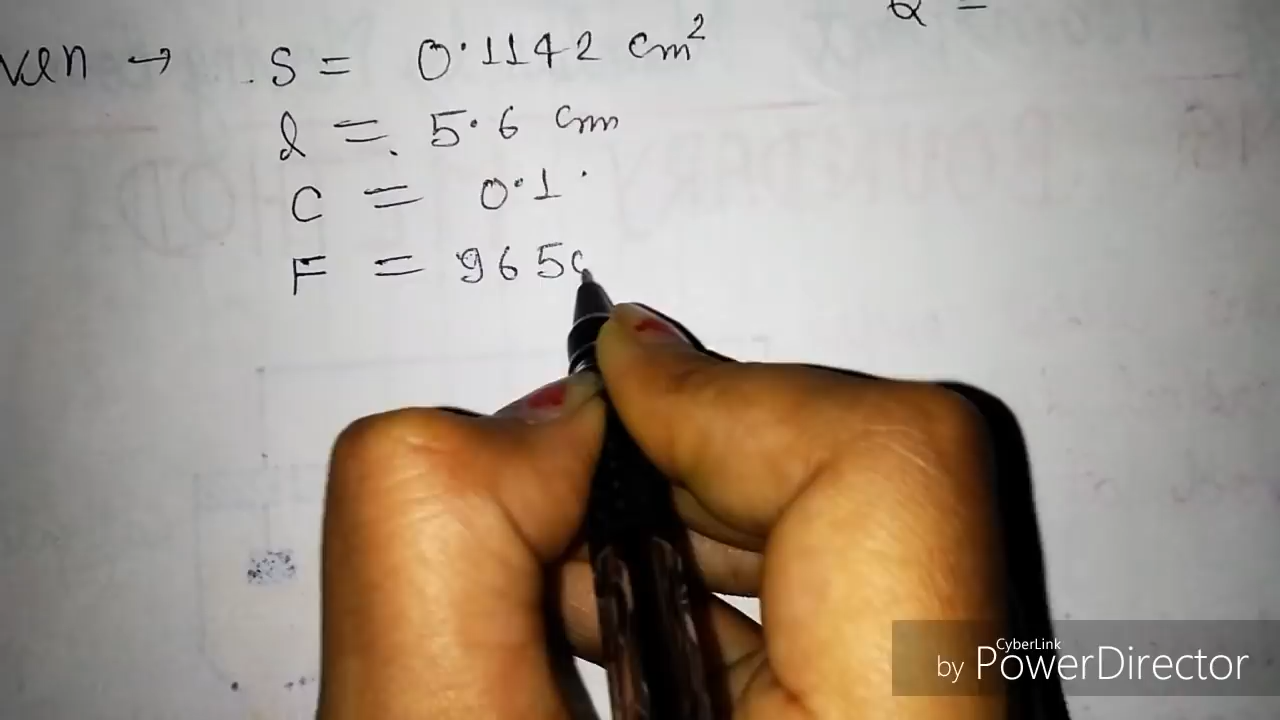 Q =
ven → S = 0.1142 cm²
l = 5.6 cm
C = 0.1
F = 965
CyberLink
by PowerDirector